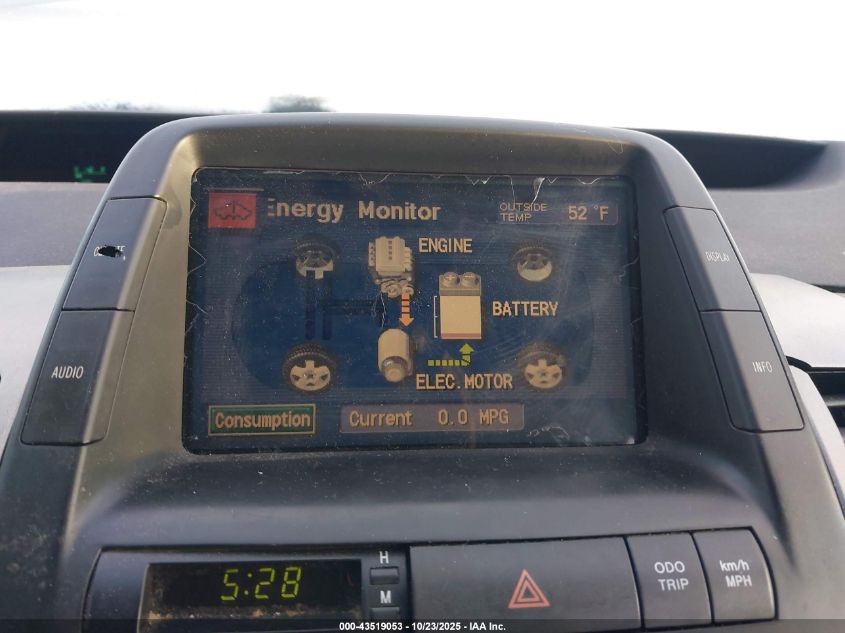 Energy Monitor
OUTSIDE
TEMP
52 °F
ENGINE
BATTERY
ELEC.MOTOR
Consumption
Current 0.0 MPG
AUDIO
DISPLAY
INFO
5:28
H
M
ODO
TRIP
km/h
MPH
000-43519053 - 10/23/2025 - IAA Inc.